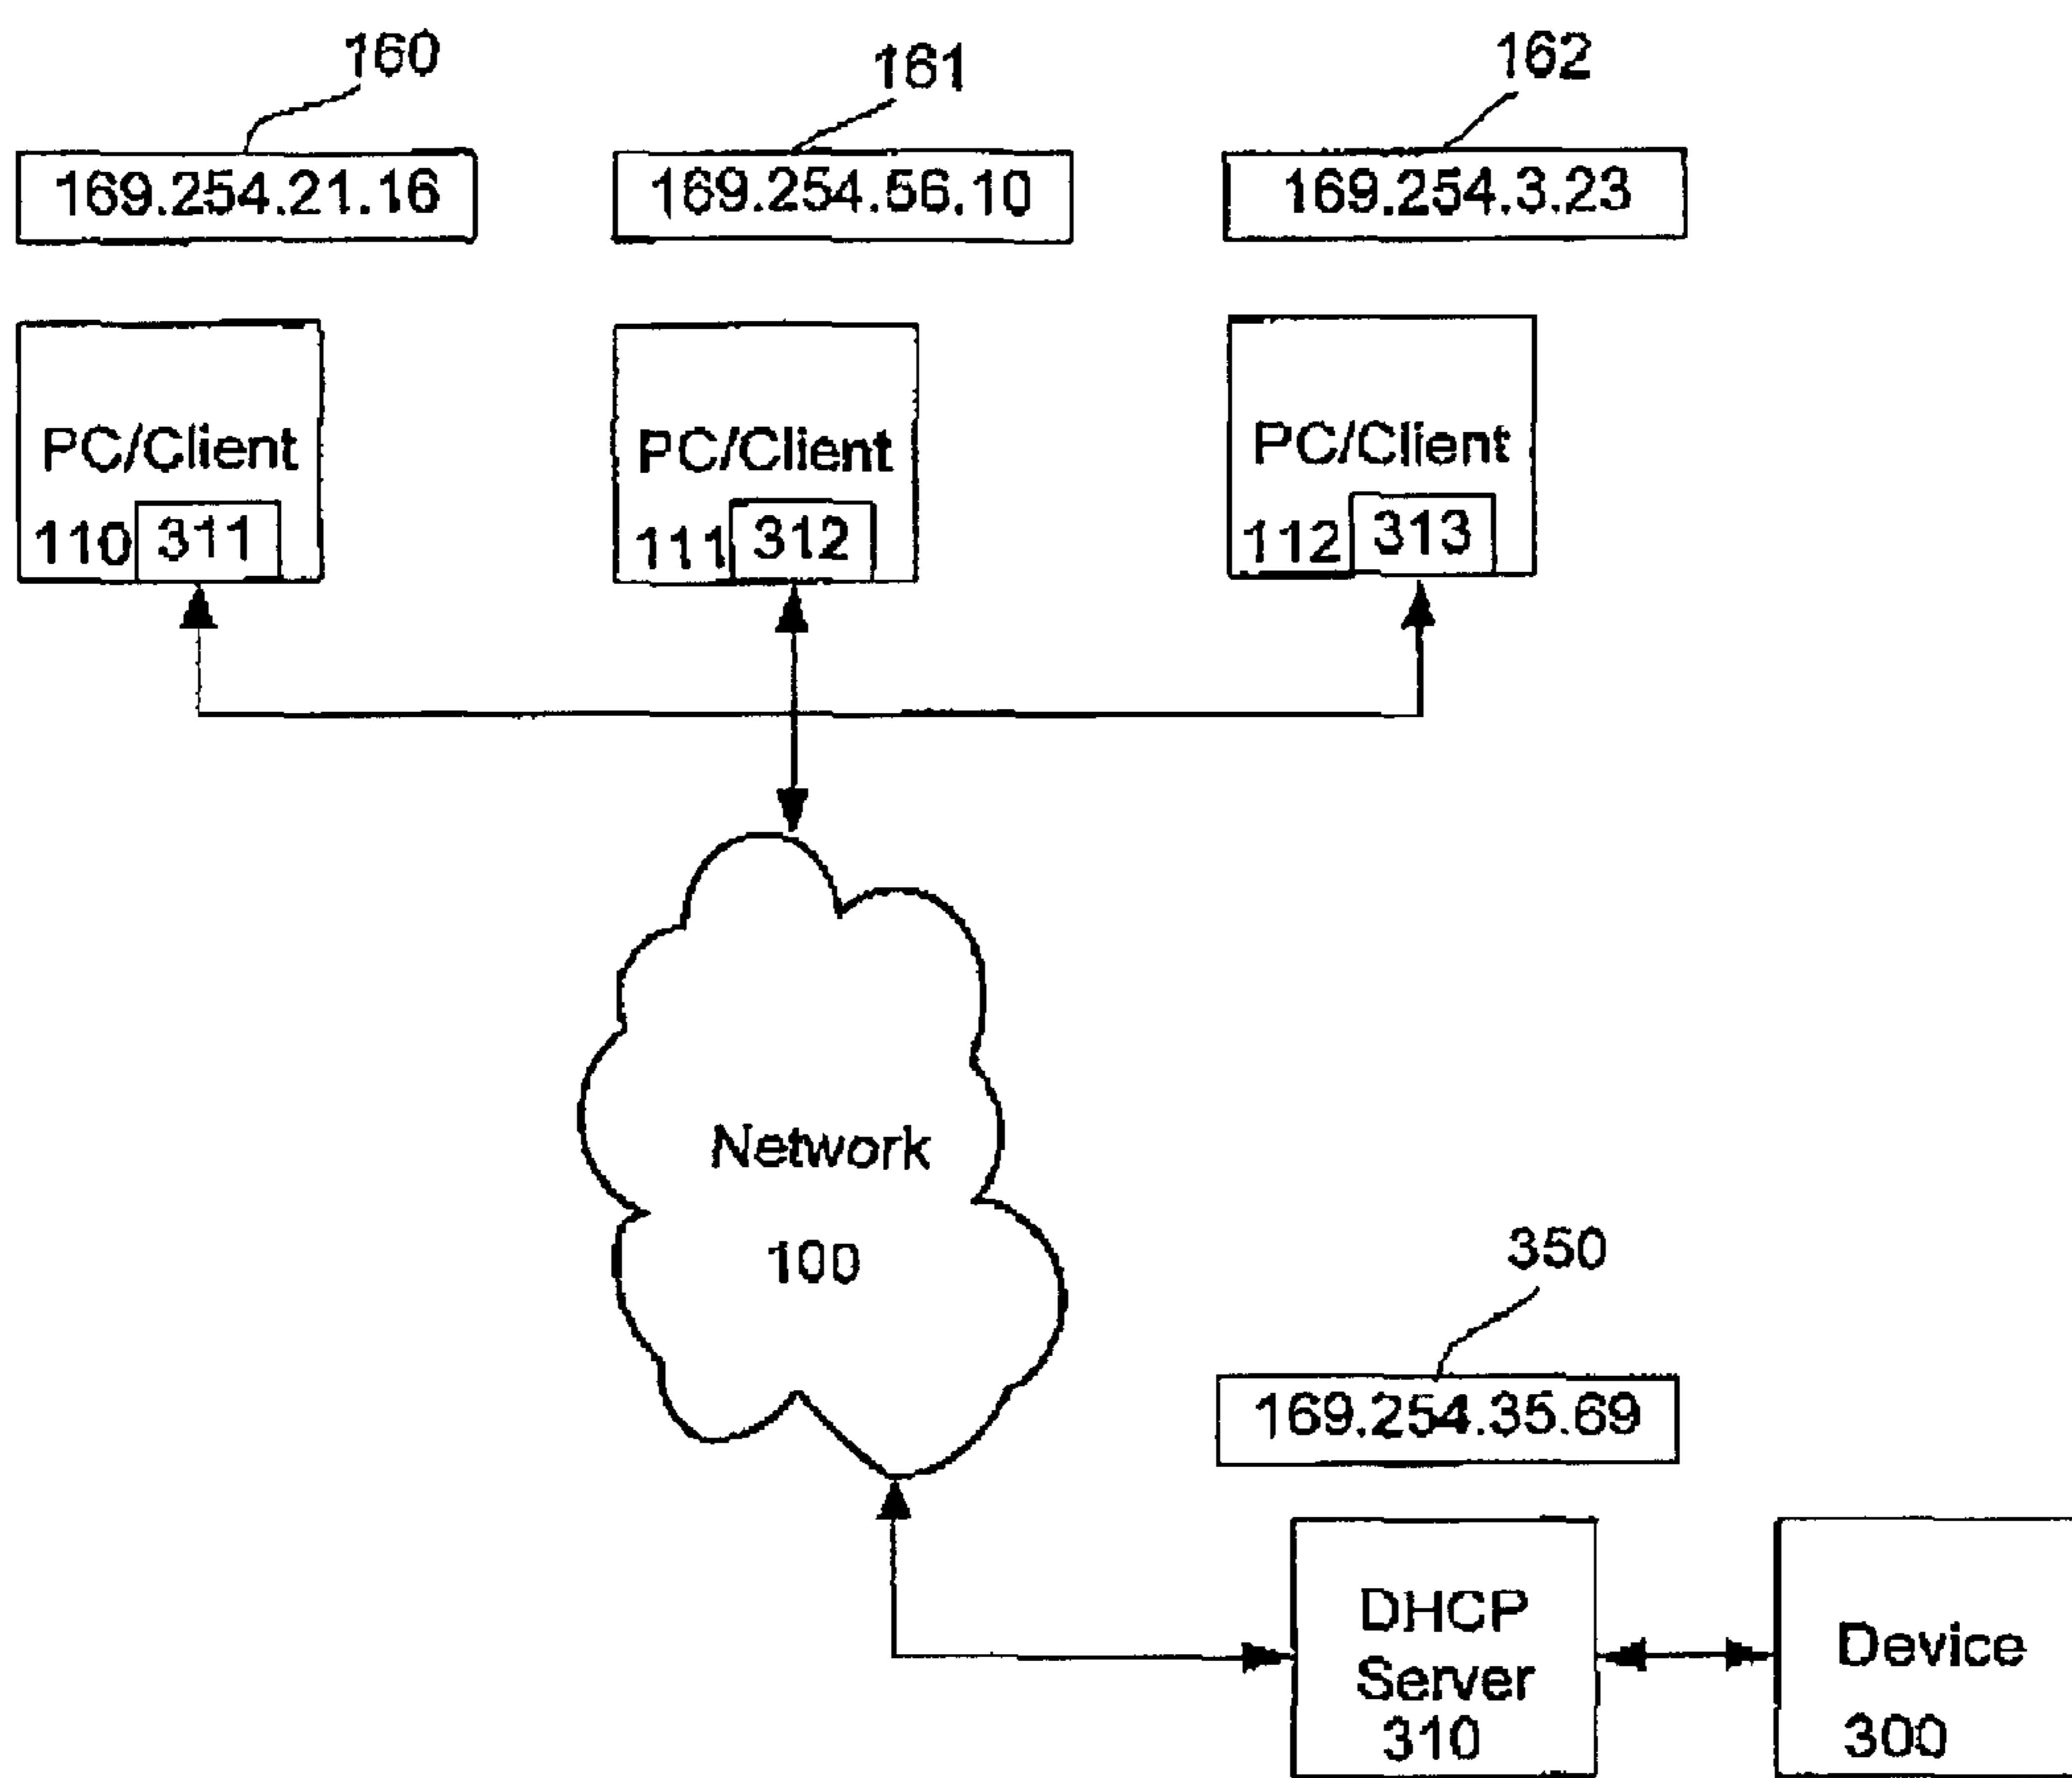 160
161
162
169.254.21.16
169.254.56.10
169.254.3.23
PC/Client
110
311
PC/Client
111
312
PC/Client
112
313
Network
100
350
169.254.35.69
DHCP
Server
310
Device
300